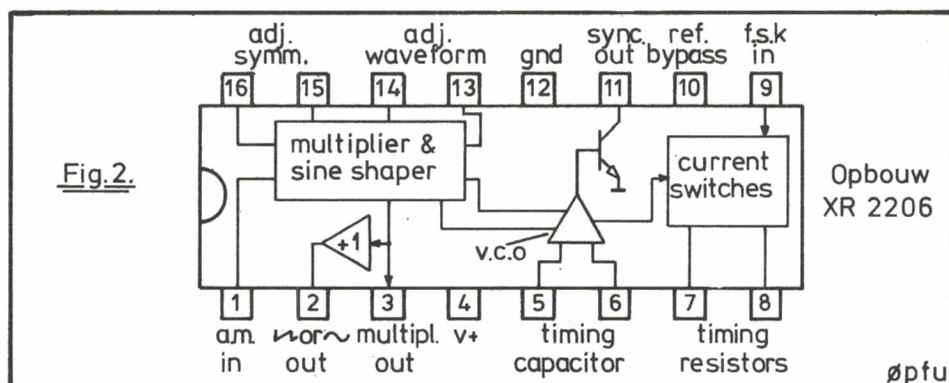 adj. symm.
adj. waveform
gnd
sync. out
ref. bypass
f.s.k in
16 15 14 13 12 11 10 9
Fig.2.
multiplier &
sine shaper
current
switches
Opbouw
XR 2206
+1
v.c.o
1 2 3 4 5 6 7 8
am. in
or out
multipl. out
v+
timing capacitor
timing resistors
øpfu